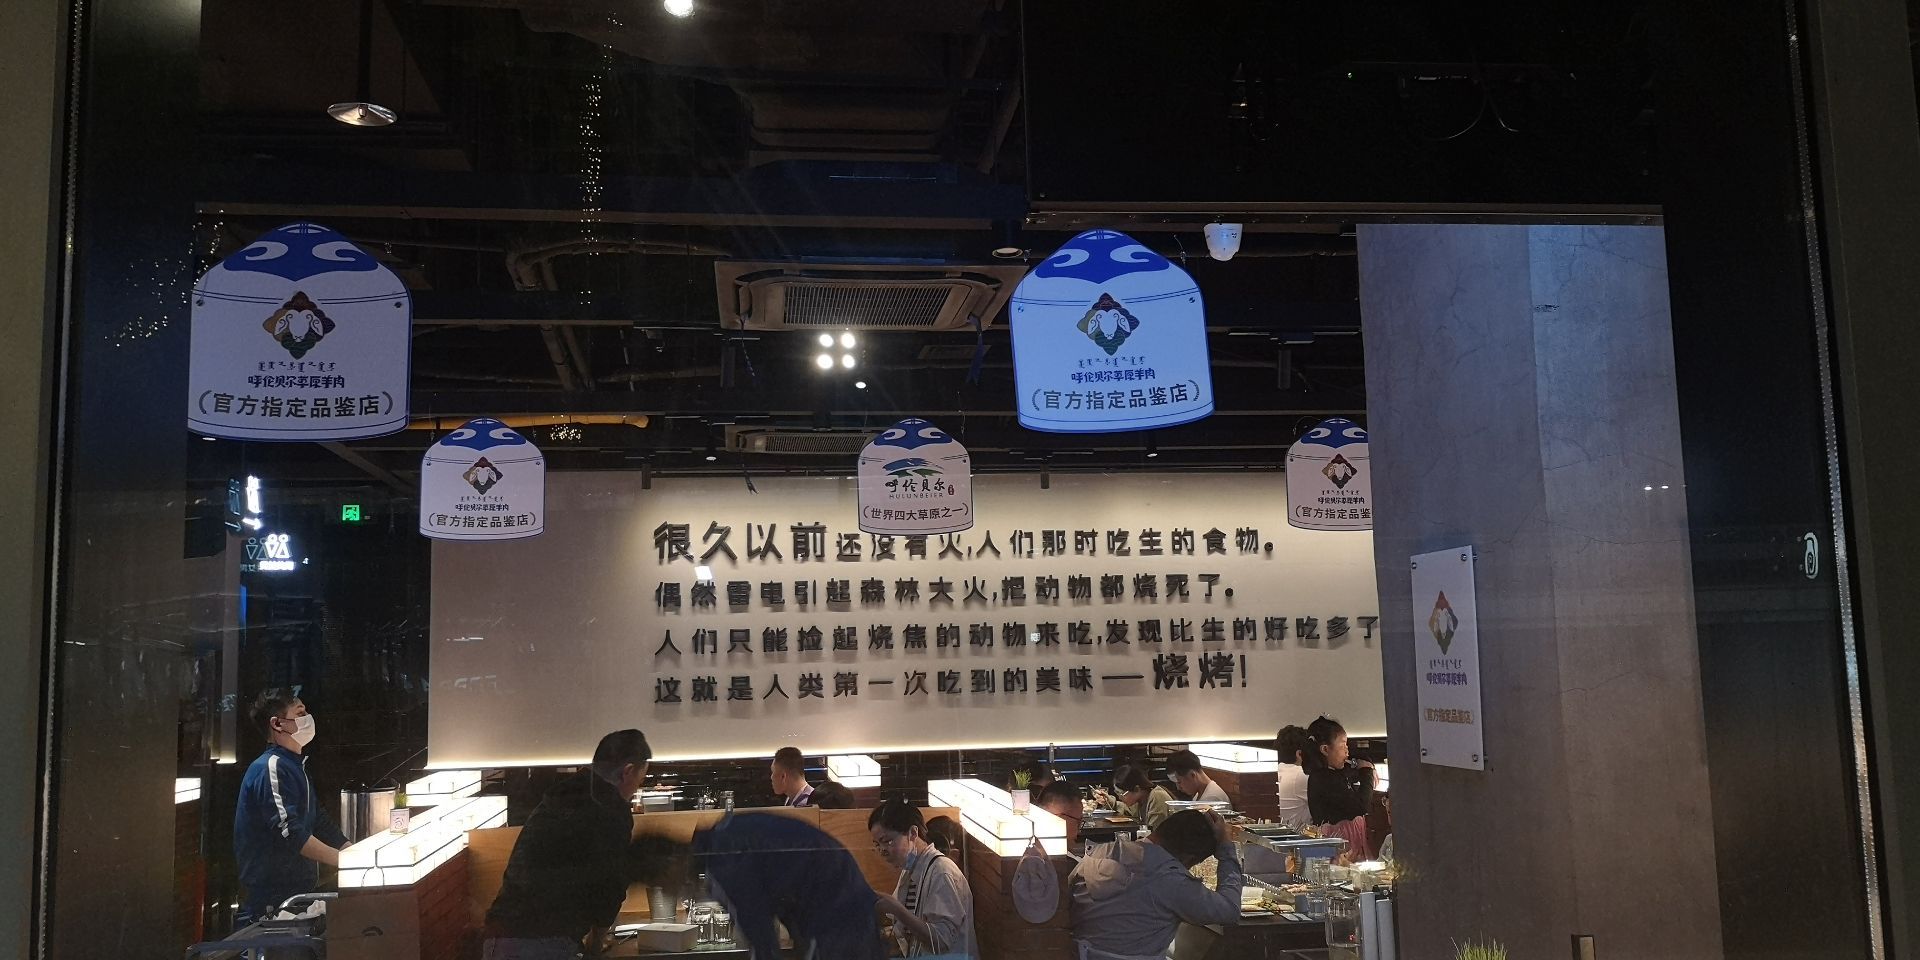 呼伦贝尔草原羊肉
（官方指定品鉴店）
呼伦贝尔草原羊肉
（官方指定品鉴店）
呼伦贝尔草原羊肉
（官方指定品鉴店）
呼伦贝尔
HULUNBEIER
（世界四大草原之一）
呼伦贝尔草原羊肉
（官方指定品鉴
很久以前还没有火,人们那时吃生的食物。
偶然雷电引起森林大火,把动物都烧死了。
人们只能捡起烧焦的动物来吃,发现比生的好吃多了
这就是人类第一次吃到的美味——烧烤!
呼伦贝尔草原羊肉
（官方指定品鉴店）